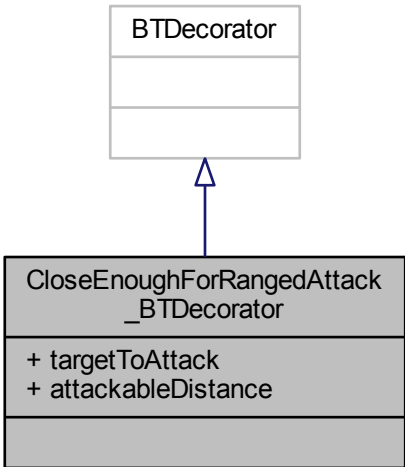 BTDecorator
CloseEnoughForRangedAttack
_BTDecorator
+ targetToAttack
+ attackableDistance